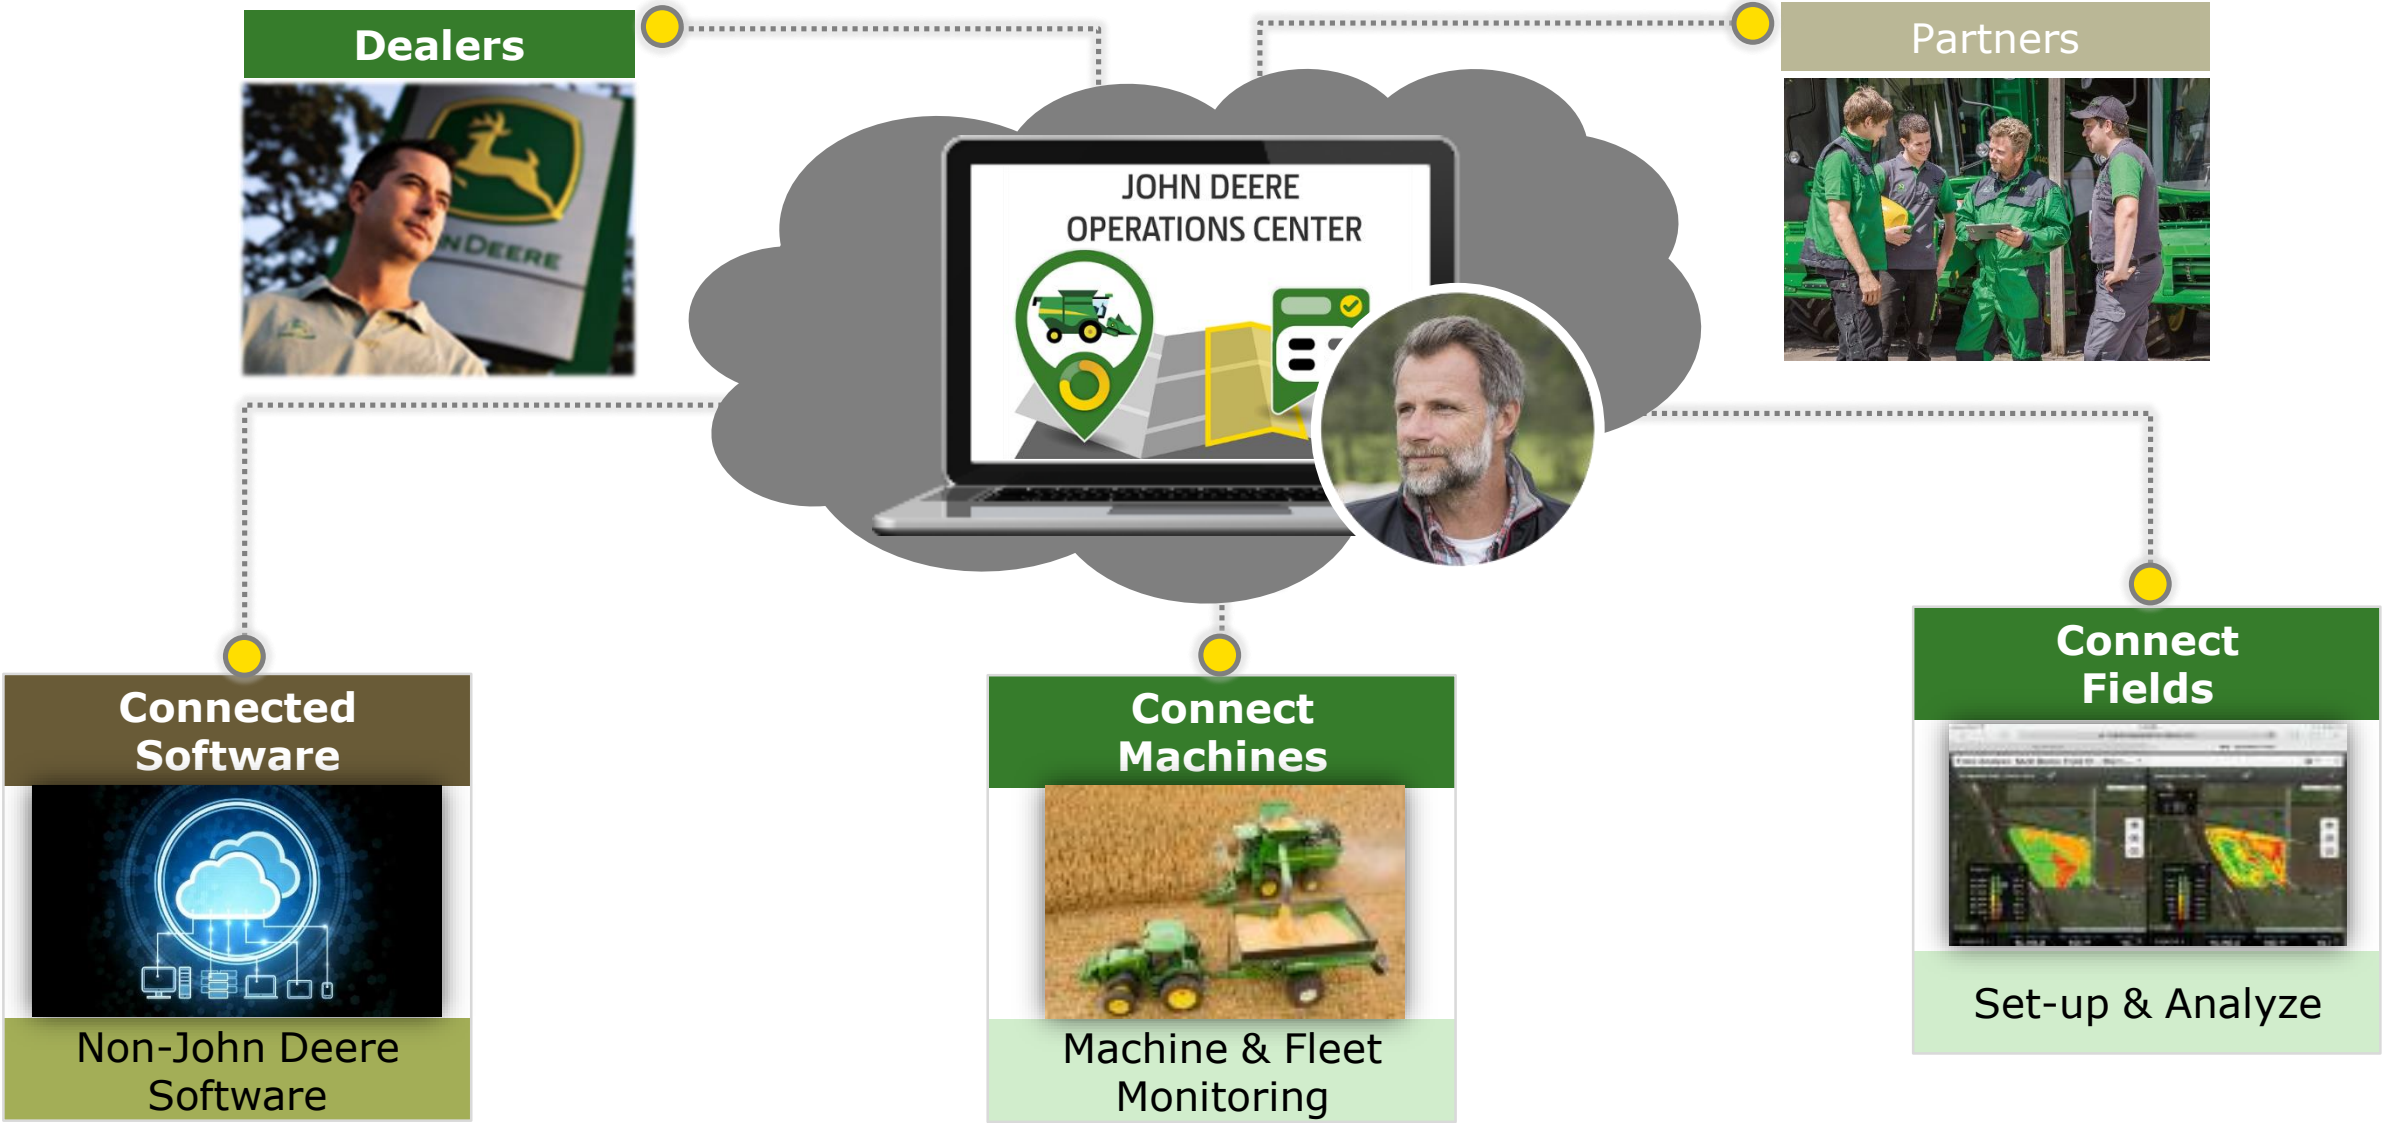 Dealers
Partners
N DEERE
JOHN DEERE
OPERATIONS CENTER
Connected
Software
Non-John Deere
Software
Connect
Machines
Machine & Fleet
Monitoring
Connect
Fields
Set-up & Analyze